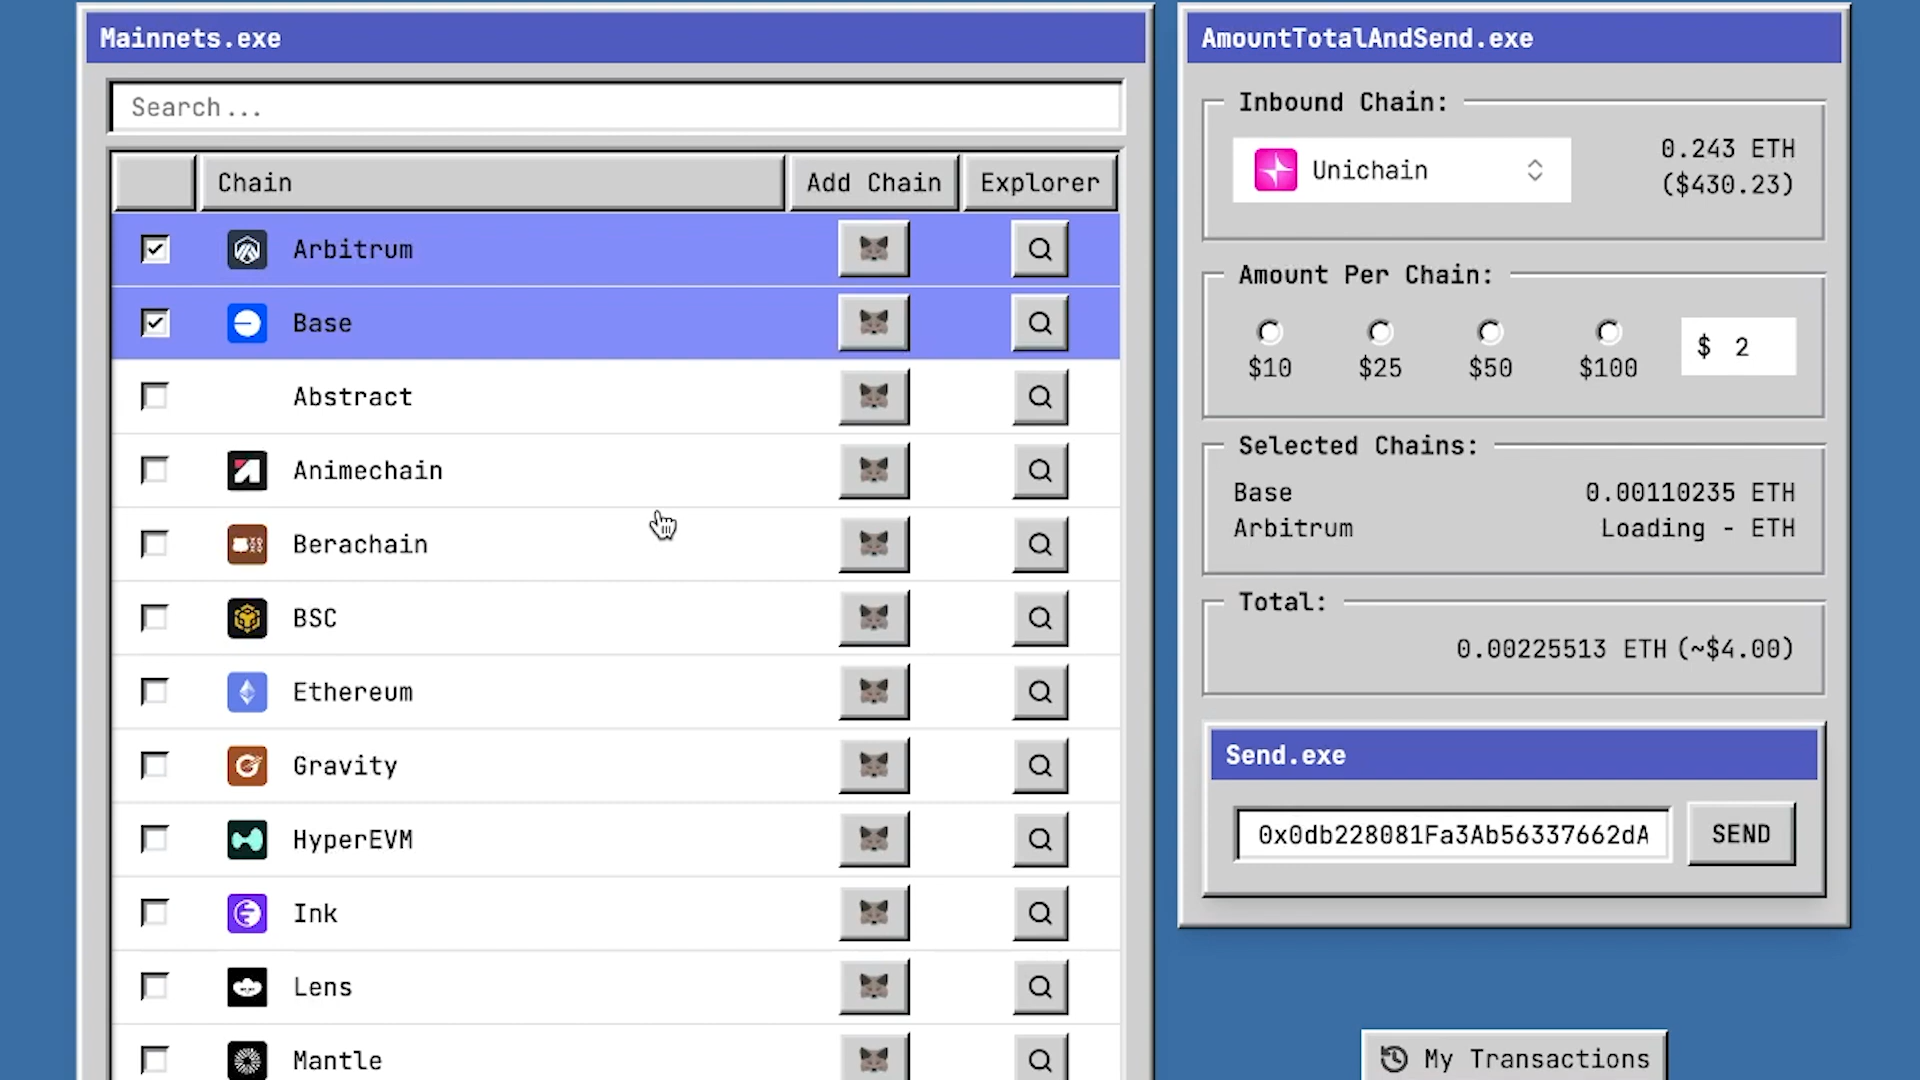 Mainnets.exe
Search...
Chain
Add Chain
Explorer
Arbitrum
Base
Abstract
Animechain
Berachain
BSC
Ethereum
Gravity
HyperEVM
Ink
Lens
Mantle
AmountTotalAndSend.exe
Inbound Chain:
Unichain
0.243 ETH
($430.23)
Amount Per Chain:
$10
$25
$50
$100
$ 2
Selected Chains:
Base 0.00110235 ETH
Arbitrum Loading - ETH
Total:
0.00225513 ETH (~$4.00)
Send.exe
0x0db228081Fa3Ab56337662dA
SEND
My Transactions